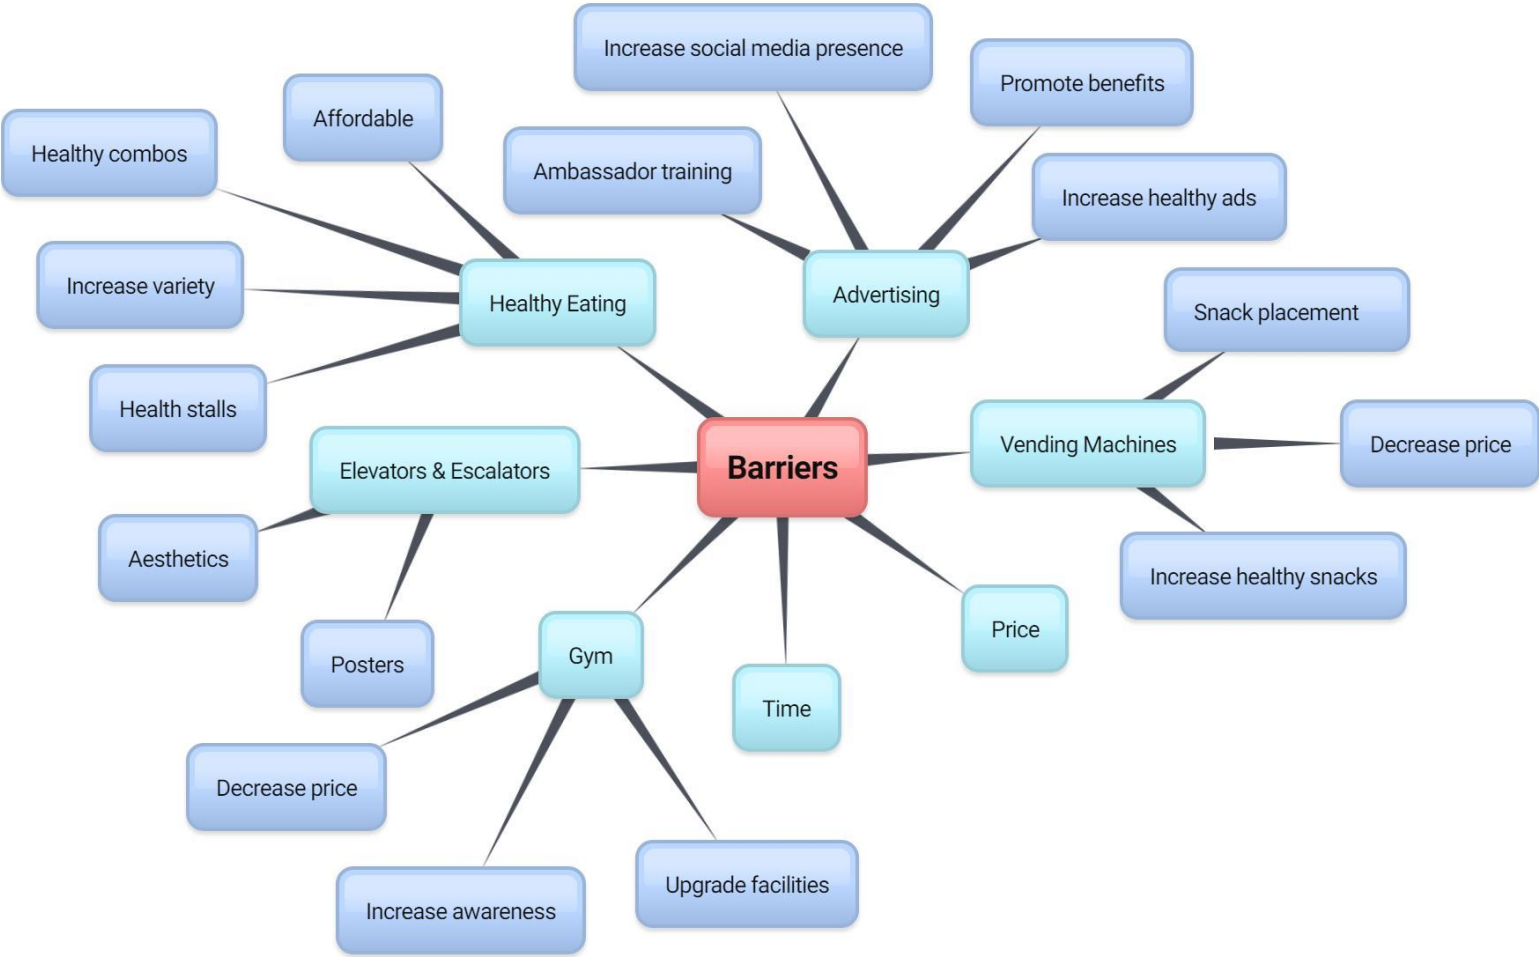 Increase social media presence
Promote benefits
Affordable
Healthy combos
Ambassador training
Increase healthy ads
Increase variety
Healthy Eating
Advertising
Snack placement
Health stalls
Elevators & Escalators
Barriers
Vending Machines
Decrease price
Aesthetics
Increase healthy snacks
Posters
Gym
Price
Time
Decrease price
Upgrade facilities
Increase awareness